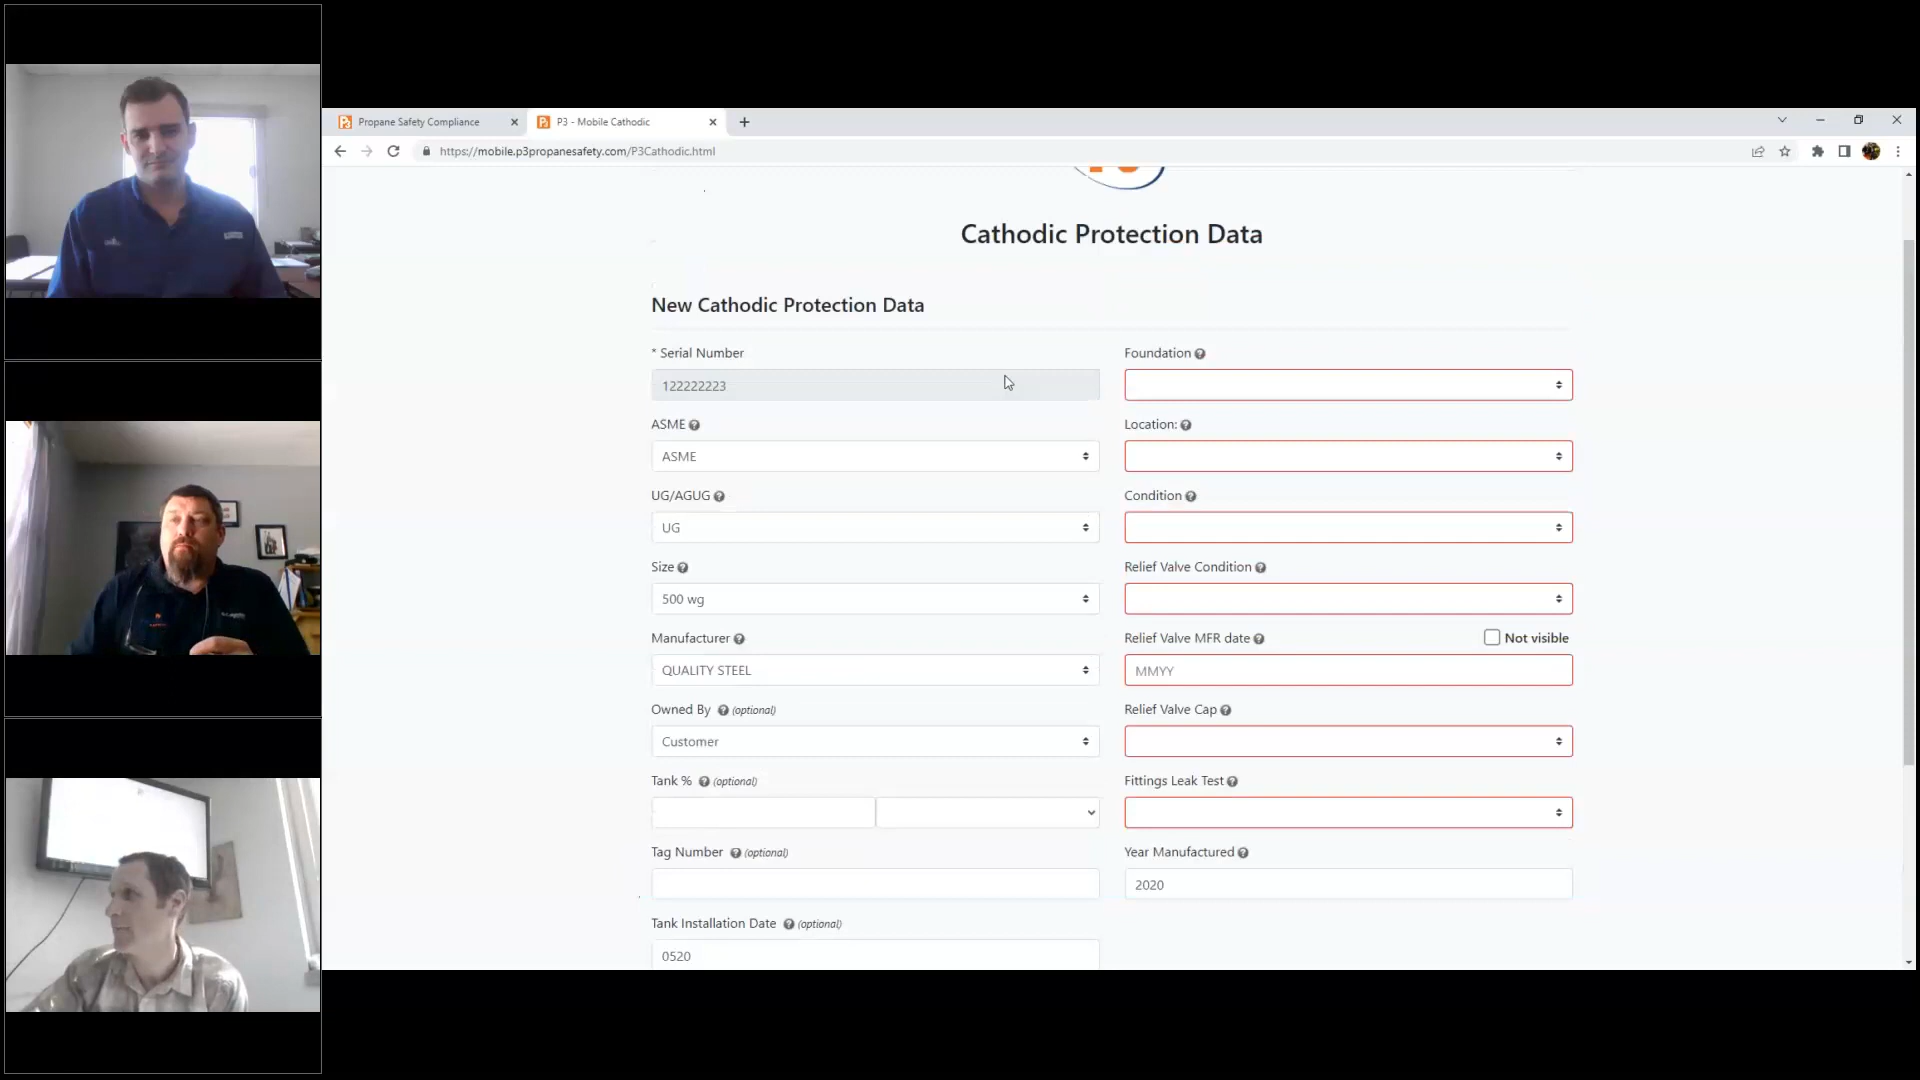 Propane Safety Compliance
P3 - Mobile Cathodic
https://mobile.p3propanesafety.com/P3Cathodic.html
Cathodic Protection Data
New Cathodic Protection Data
* Serial Number
122222223
ASME
ASME
UG/AGUG
UG
Size
500 wg
Manufacturer
QUALITY STEEL
Owned By (optional)
Customer
Tank % (optional)
Tag Number (optional)
Tank Installation Date (optional)
0520
Foundation
Location:
Condition
Relief Valve Condition
Relief Valve MFR date
Not visible
MMYY
Relief Valve Cap
Fittings Leak Test
Year Manufactured
2020